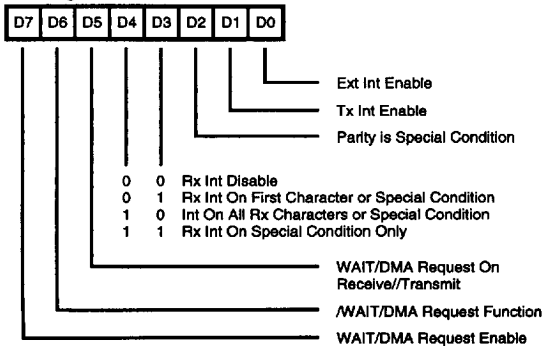 D7 D6 D5 D4 D3 D2 D1 D0
Ext Int Enable
Tx Int Enable
Parity is Special Condition
0 0 Rx Int Disable
0 1 Rx Int On First Character or Special Condition
1 0 Int On All Rx Characters or Special Condition
1 1 Rx Int On Special Condition Only
WAIT/DMA Request On
Receive//Transmit
/WAIT/DMA Request Function
WAIT/DMA Request Enable